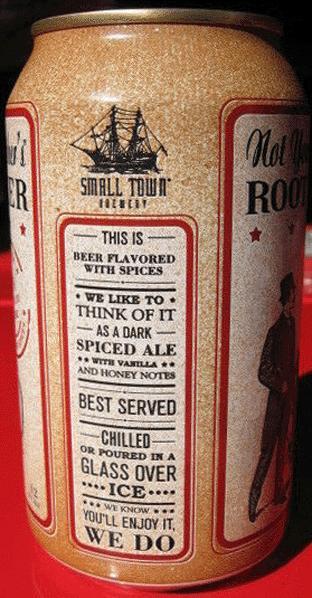 SMALL TOWN
BREWERY
THIS IS
BEER FLAVORED
WITH SPICES
WE LIKE TO
THINK OF IT
AS A DARK
SPICED ALE
WITH VANILLA
AND HONEY NOTES
BEST SERVED
CHILLED
OR POURED IN A
GLASS OVER
ICE
WE KNOW
YOU'LL ENJOY IT,
WE DO
Not
ROO
ER